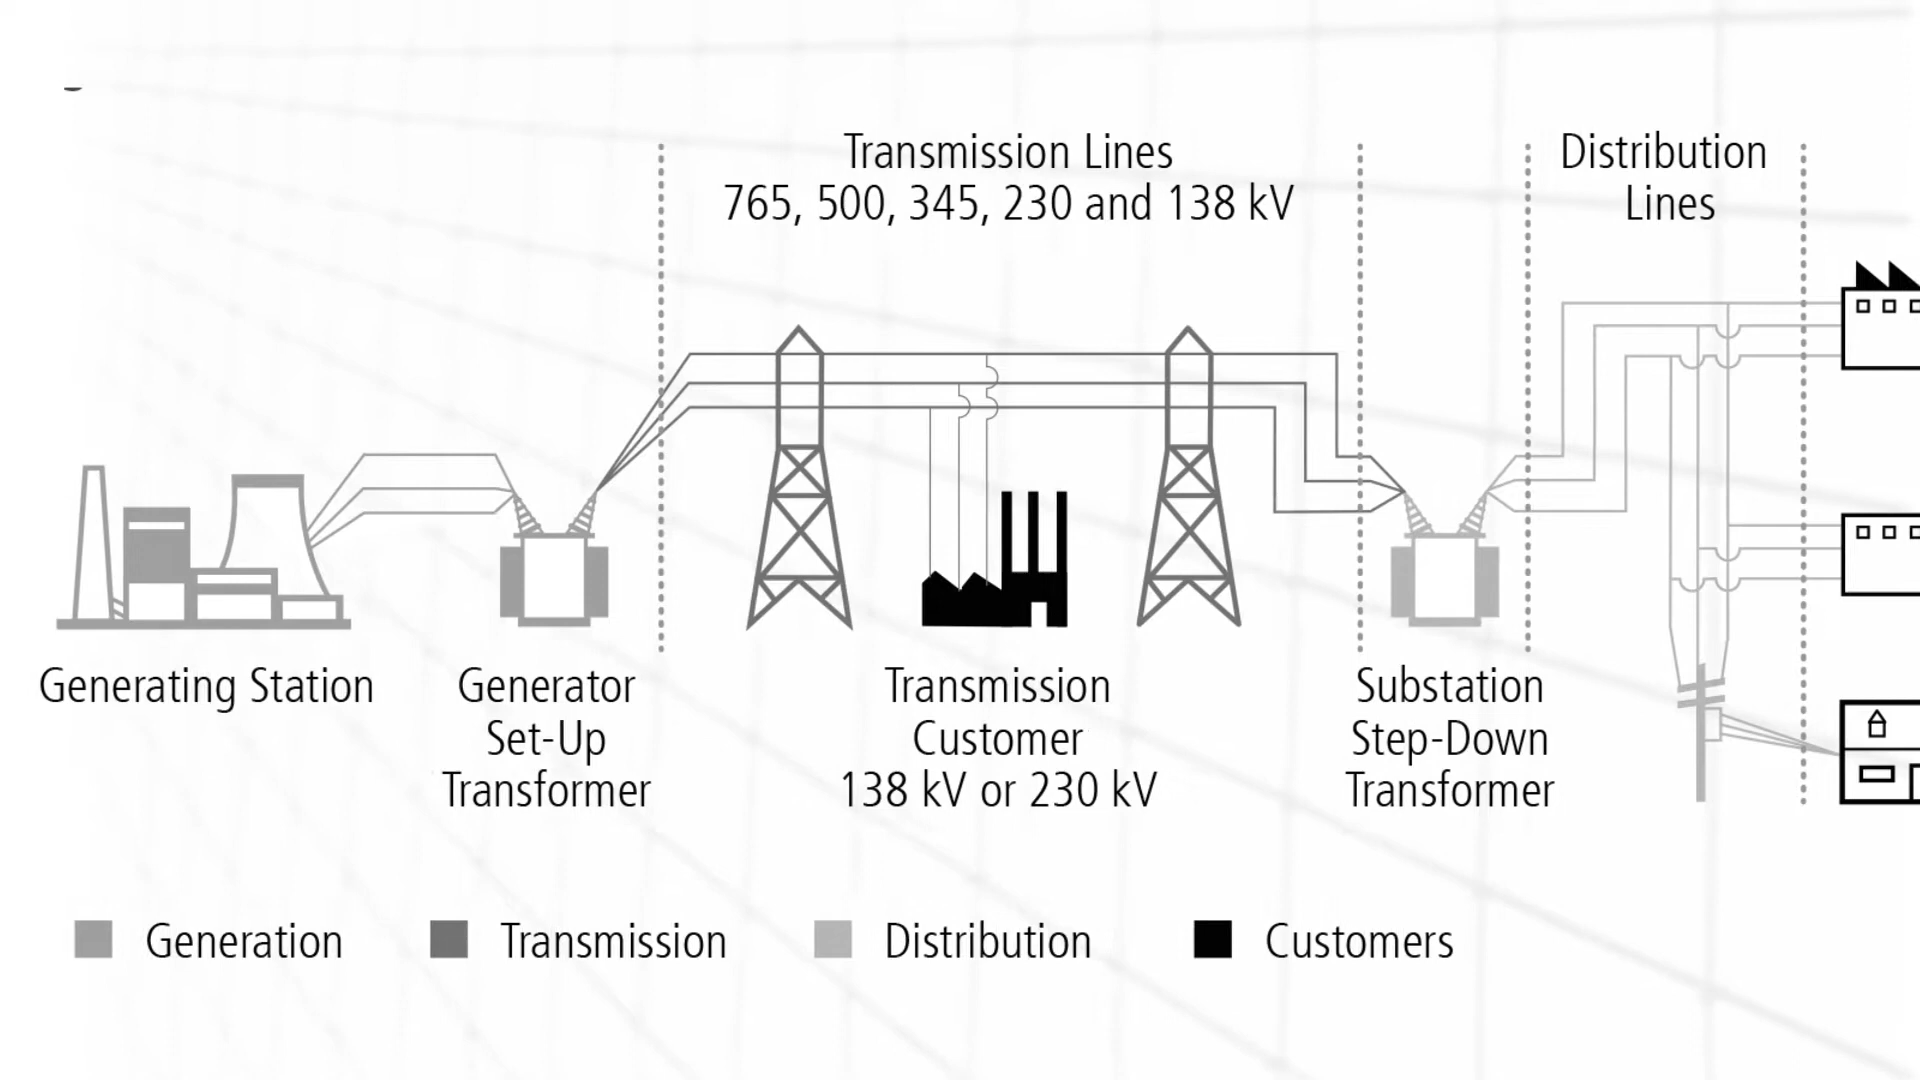 Transmission Lines
765, 500, 345, 230 and 138 kV
Distribution
Lines
Generating Station
Generator
Set-Up
Transformer
Transmission
Customer
138 kV or 230 kV
Substation
Step-Down
Transformer
Generation
Transmission
Distribution
Customers